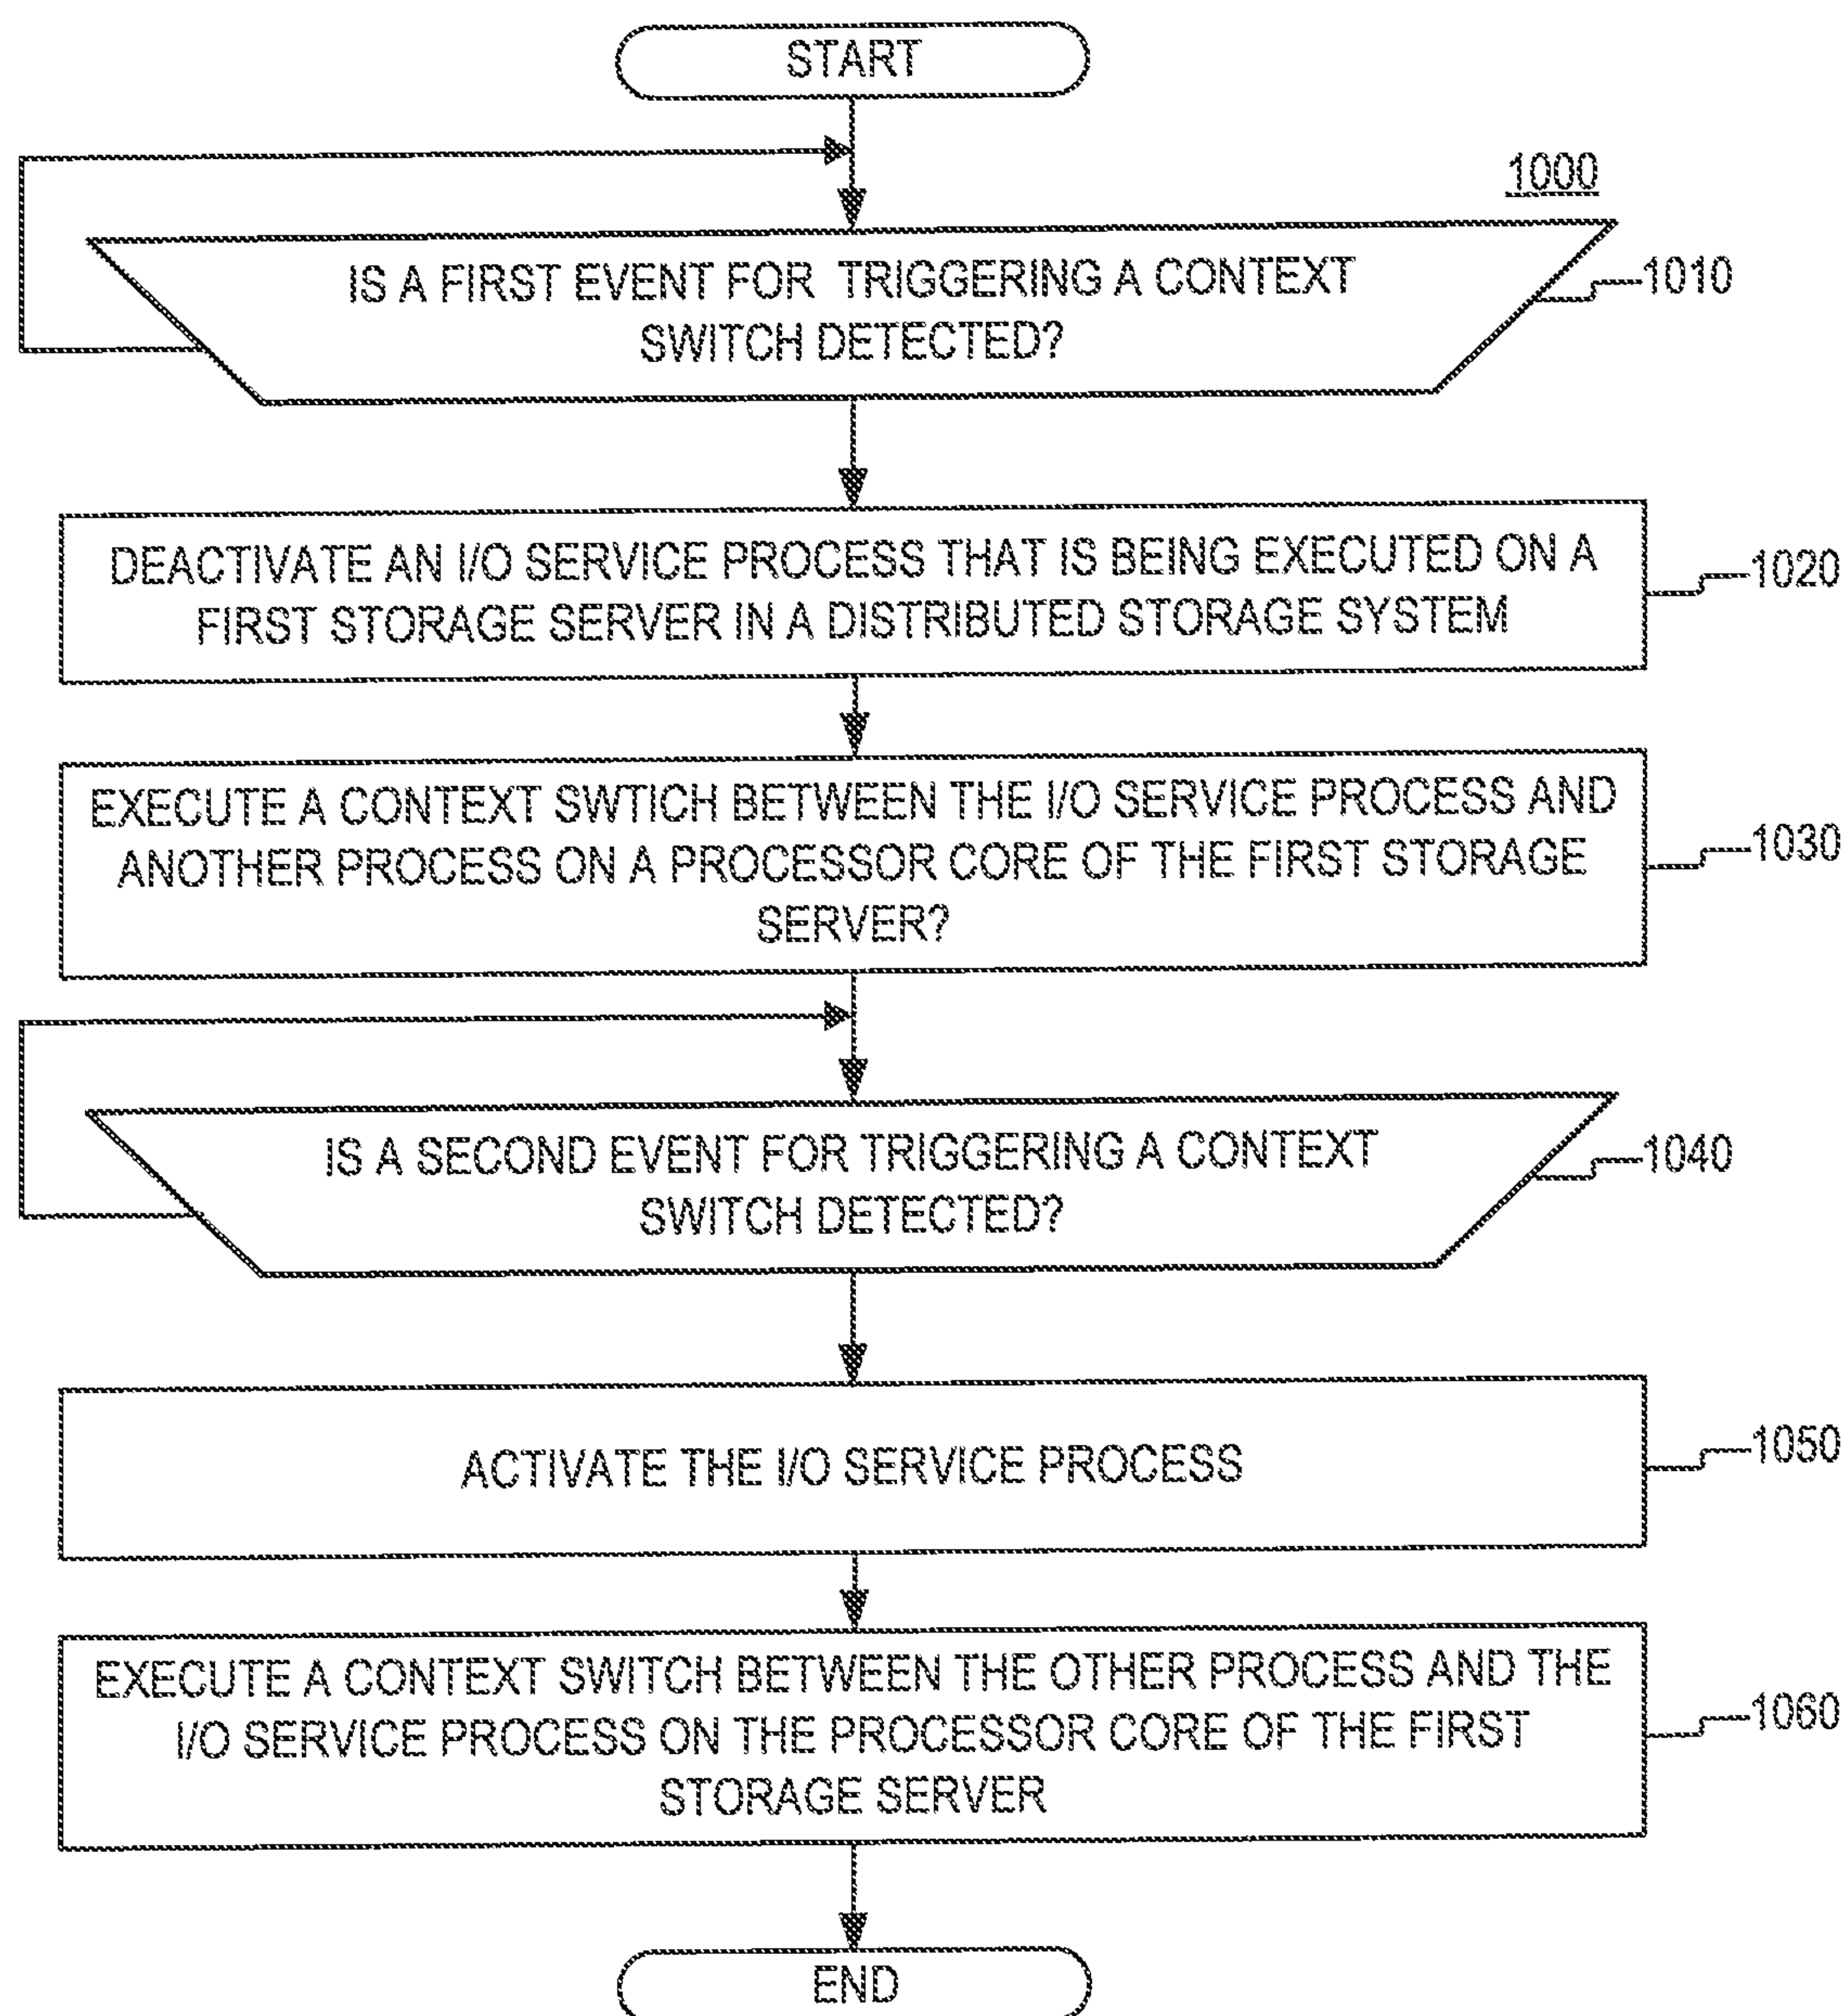 START
1000
IS A FIRST EVENT FOR TRIGGERING A CONTEXT
SWITCH DETECTED?
1010
DEACTIVATE AN I/O SERVICE PROCESS THAT IS BEING EXECUTED ON A
FIRST STORAGE SERVER IN A DISTRIBUTED STORAGE SYSTEM
1020
EXECUTE A CONTEXT SWTICH BETWEEN THE I/O SERVICE PROCESS AND
ANOTHER PROCESS ON A PROCESSOR CORE OF THE FIRST STORAGE
SERVER?
1030
IS A SECOND EVENT FOR TRIGGERING A CONTEXT
SWITCH DETECTED?
1040
ACTIVATE THE I/O SERVICE PROCESS
1050
EXECUTE A CONTEXT SWITCH BETWEEN THE OTHER PROCESS AND THE
I/O SERVICE PROCESS ON THE PROCESSOR CORE OF THE FIRST
STORAGE SERVER
1060
END